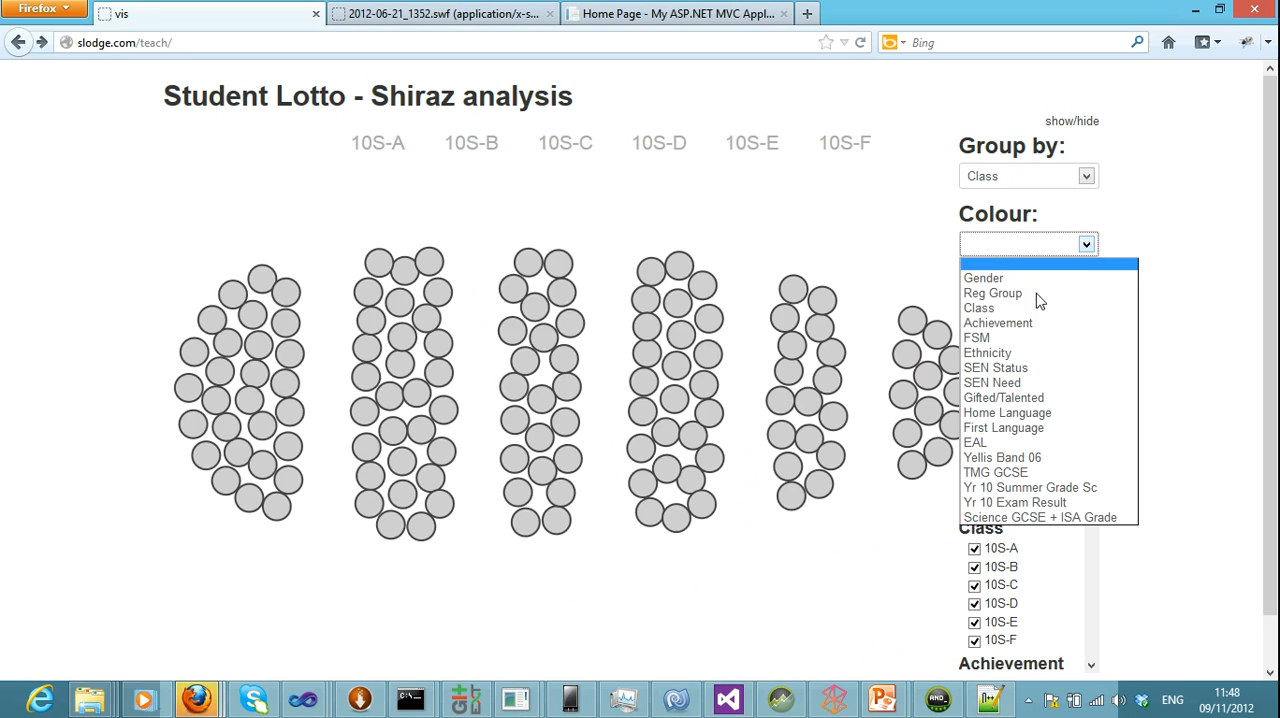 Firefox
vis
2012-06-21_1352.swf (application/x-s...
Home Page - My ASP.NET MVC Appl...
slodge.com/teach/
Bing
Student Lotto - Shiraz analysis
show/hide
10S-A 10S-B 10S-C 10S-D 10S-E 10S-F
Group by:
Class
Colour:
Gender
Reg Group
Class
Achievement
FSM
Ethnicity
SEN Status
SEN Need
Gifted/Talented
Home Language
First Language
EAL
Yellis Band 06
TMG GCSE
Yr 10 Summer Grade Sc
Yr 10 Exam Result
Science GCSE + ISA Grade
Class
10S-A
10S-B
10S-C
10S-D
10S-E
10S-F
Achievement
ENG
11:48
09/11/2012